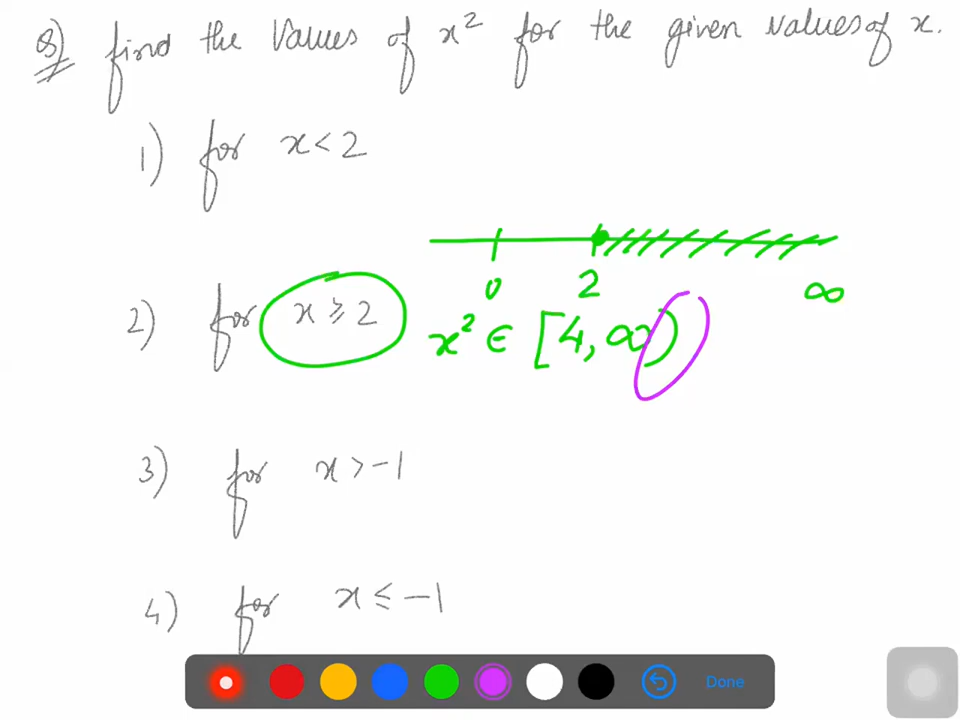 Q) find the Values of x² for the given values of x.
1) for x < 2
0 2 ∞
2) for x ≥ 2 x² ∈ [4, ∞)
3) for x > -1
4) for x ≤ -1
Done